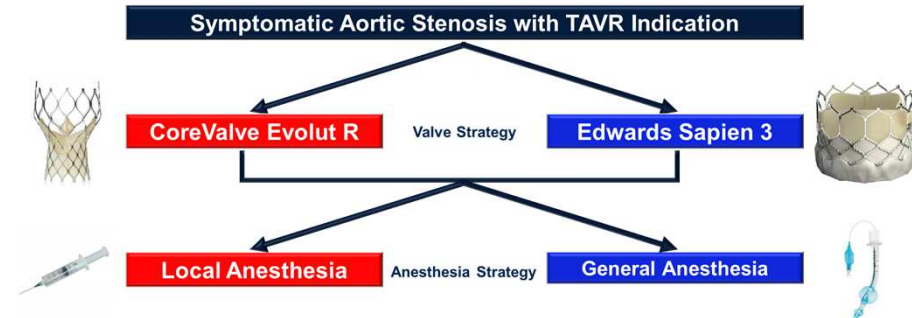 Symptomatic Aortic Stenosis with TAVR Indication
CoreValve Evolut R
Valve Strategy
Edwards Sapien 3
Local Anesthesia
Anesthesia Strategy
General Anesthesia